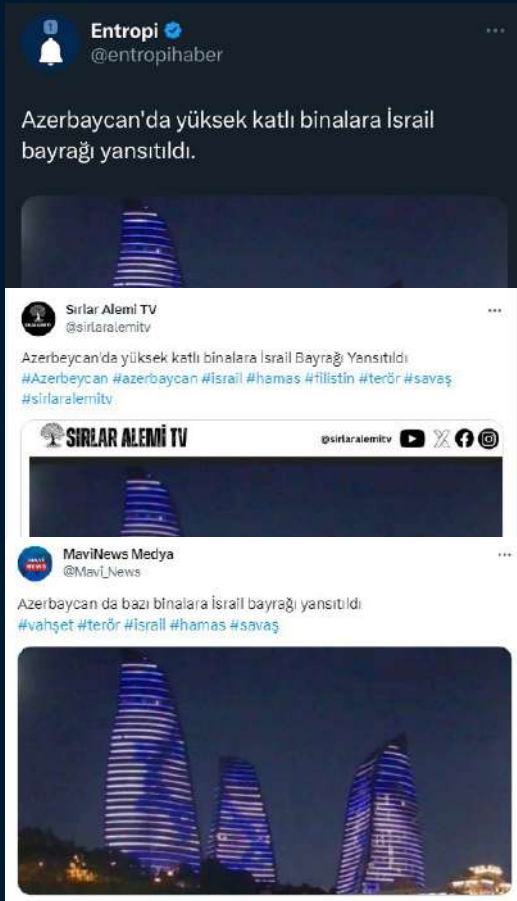 Entropi
@entropihaber
Azerbaycan'da yüksek katlı binalara İsrail
bayrağı yansıtıldı.
Sırlar Alemi TV
@sirlaralemitv
Azerbeycan'da yüksek katlı binalara İsrail Bayrağı Yansıtıldı
#Azerbeycan #azerbaycan #israil #hamas #filistin #terör #savaş
#sirlaralemitv
SIRLAR ALEMİ TV
@sirlaralemitv
MaviNews Medya
@Mavi_News
Azerbaycan da bazı binalara İsrail bayrağı yansıtıldı
#vahşet #terör #israil #hamas #savaş